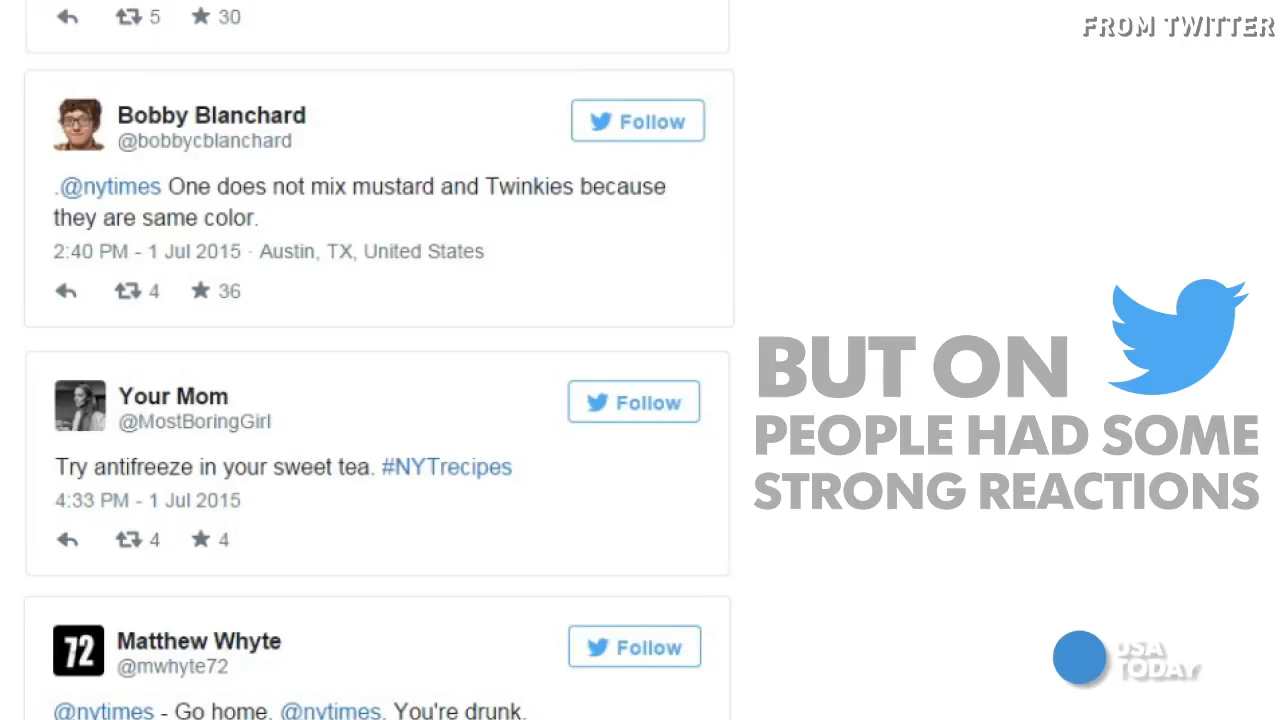 5 30
FROM TWITTER
Bobby Blanchard
@bobbycblanchard
Follow
.@nytimes One does not mix mustard and Twinkies because
they are same color.
2:40 PM - 1 Jul 2015 · Austin, TX, United States
4 36
Your Mom
@MostBoringGirl
Follow
Try antifreeze in your sweet tea. #NYTrecipes
4:33 PM - 1 Jul 2015
4 4
72
Matthew Whyte
@mwhyte72
Follow
@nytimes - Go home, @nytimes. You're drunk.
BUT ON
PEOPLE HAD SOME
STRONG REACTIONS
USA
TODAY